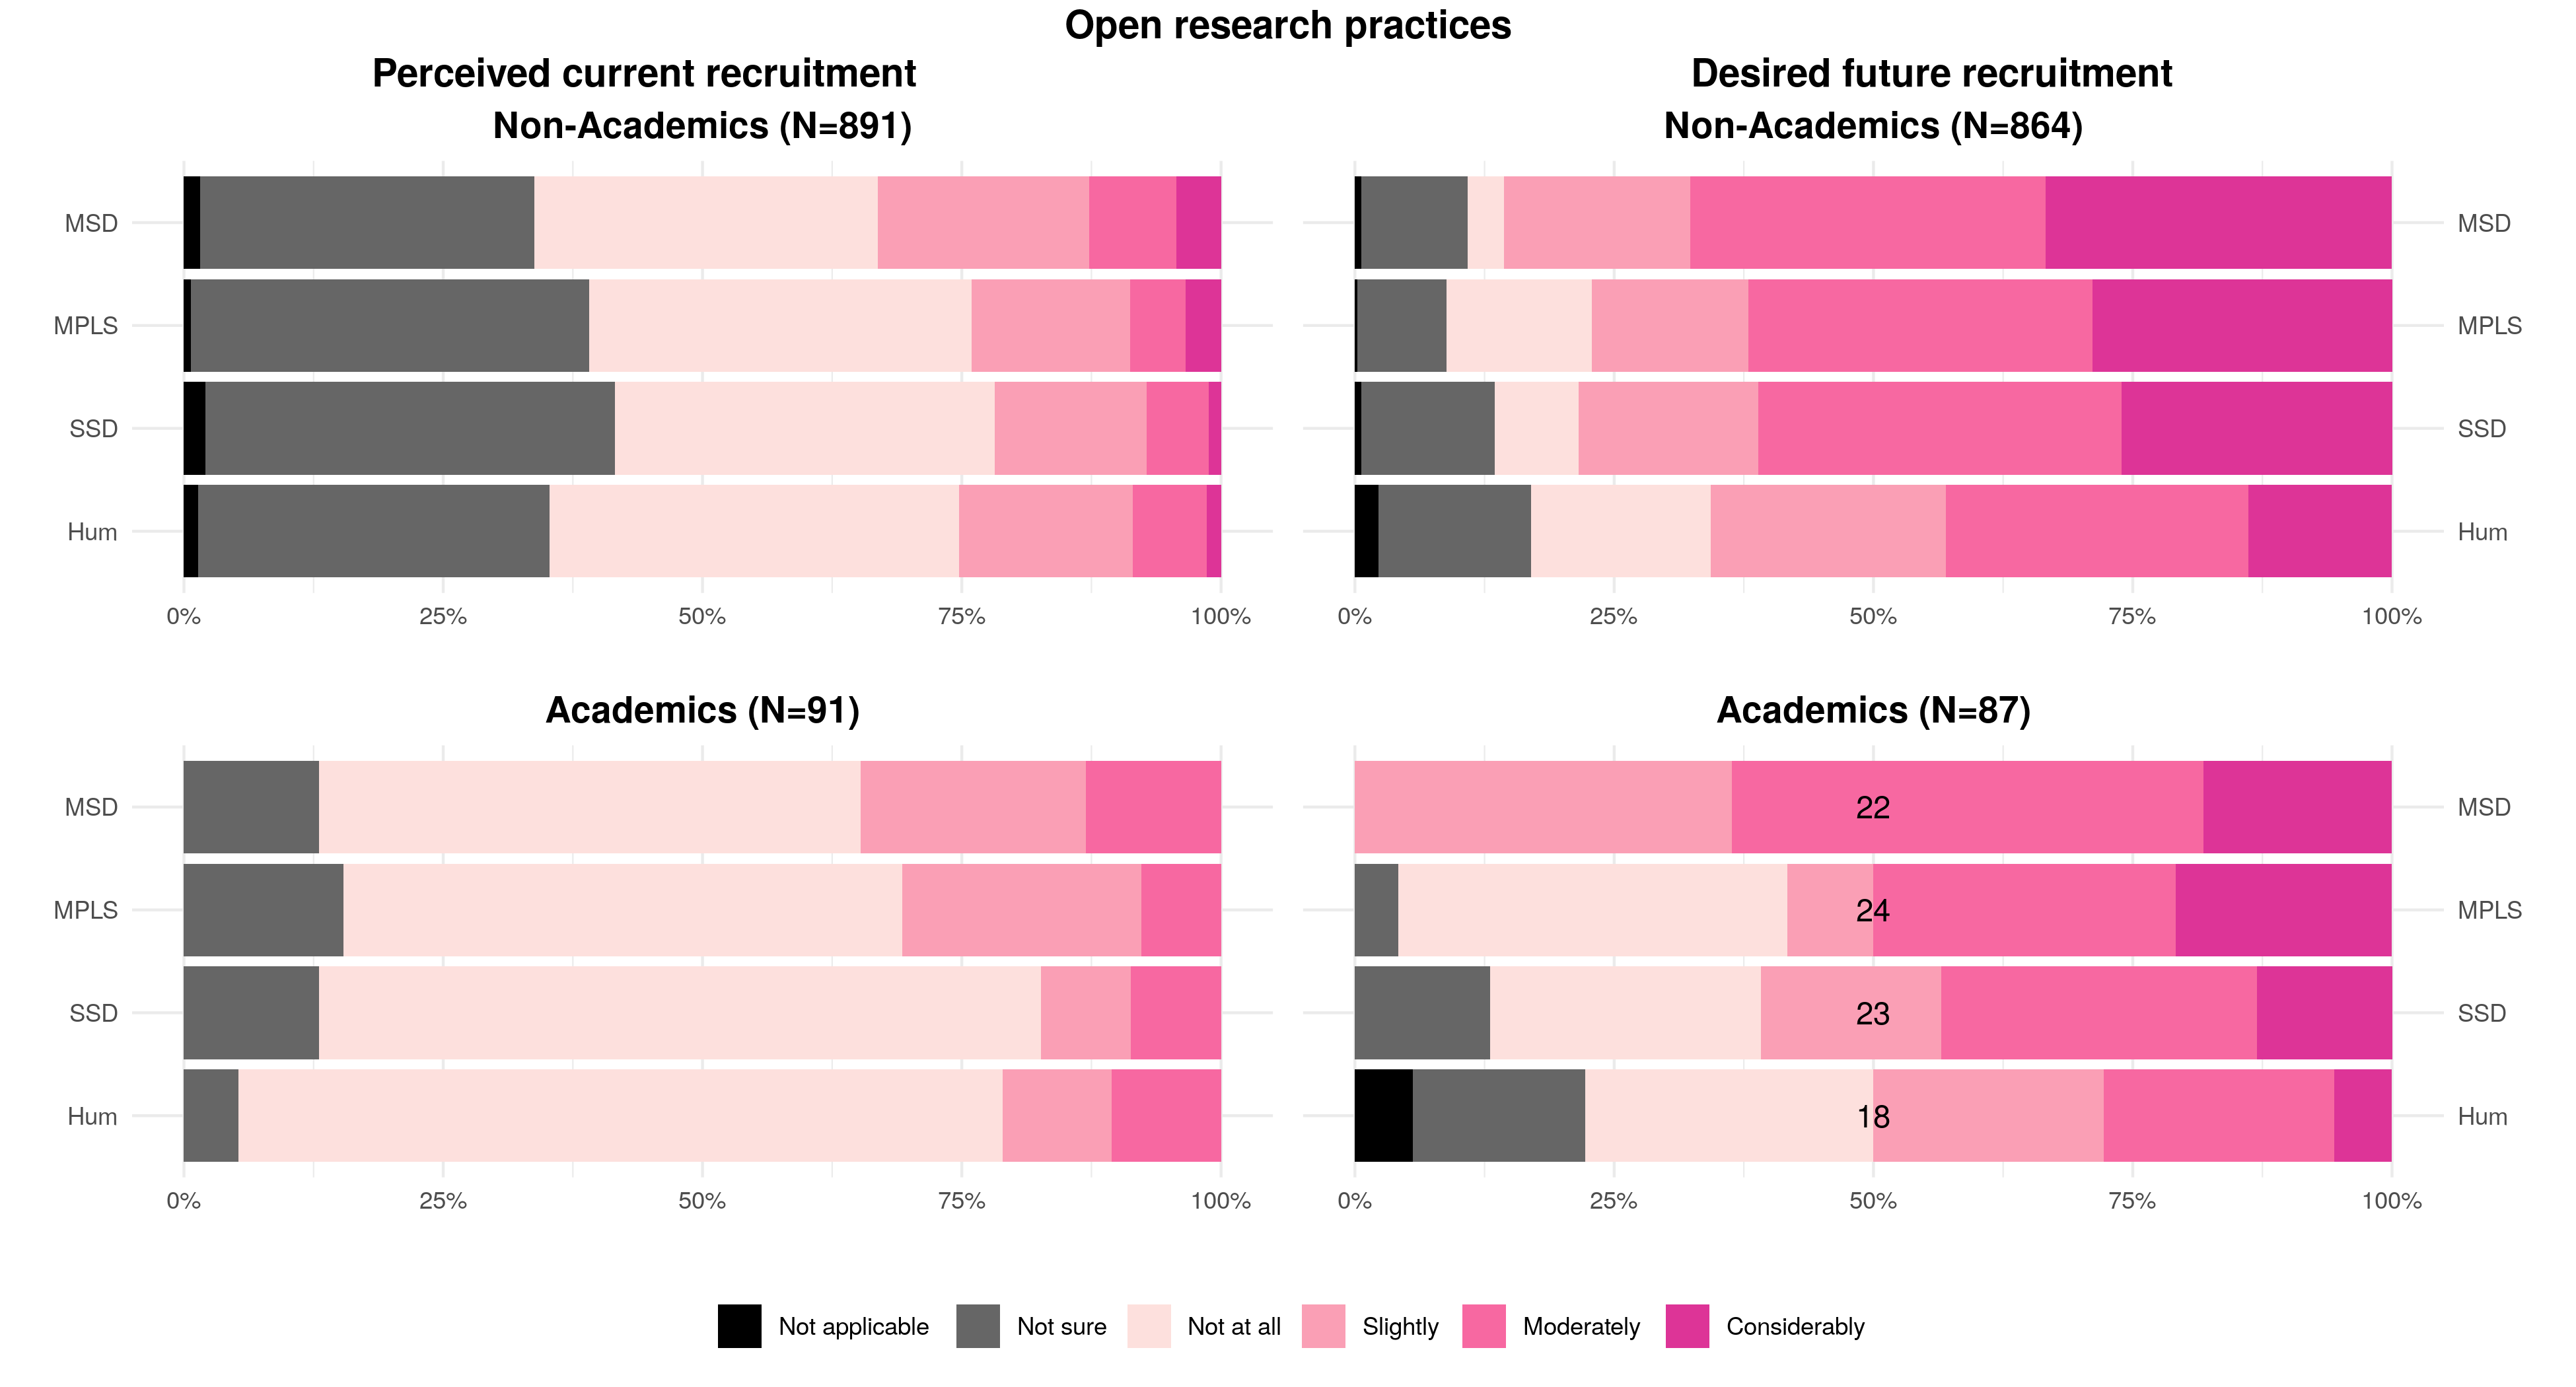 Open research practices
Perceived current recruitment
Desired future recruitment
Non-Academics (N=891)
Non-Academics (N=864)
MSD
MPLS
SSD
Hum
0% 25% 50% 75% 100%
MSD
MPLS
SSD
Hum
0% 25% 50% 75% 100%
Academics (N=91)
Academics (N=87)
MSD
MPLS
SSD
Hum
0% 25% 50% 75% 100%
22 MSD
24 MPLS
23 SSD
18 Hum
0% 25% 50% 75% 100%
Not applicable Not sure Not at all Slightly Moderately Considerably